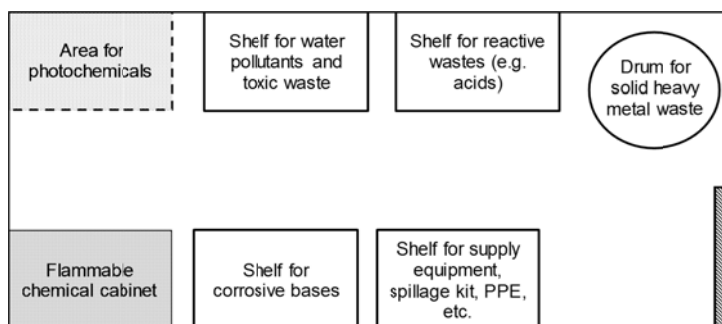 Area for
photochemicals
Shelf for water
pollutants and
toxic waste
Shelf for reactive
wastes (e.g.
acids)
Drum for
solid heavy
metal waste
Flammable
chemical cabinet
Shelf for
corrosive bases
Shelf for supply
equipment,
spillage kit, PPE,
etc.